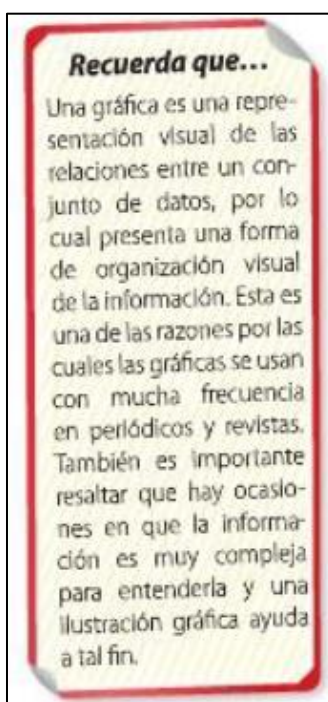 Recuerda que...
Una gráfica es una repre-
sentación visual de las
relaciones entre un con-
junto de datos, por lo
cual presenta una forma
de organización visual
de la información. Esta es
una de las razones por las
cuales las gráficas se usan
con mucha frecuencia
en periódicos y revistas.
También es importante
resaltar que hay ocasio-
nes en que la informa-
ción es muy compleja
para entenderla y una
ilustración gráfica ayuda
a tal fin.